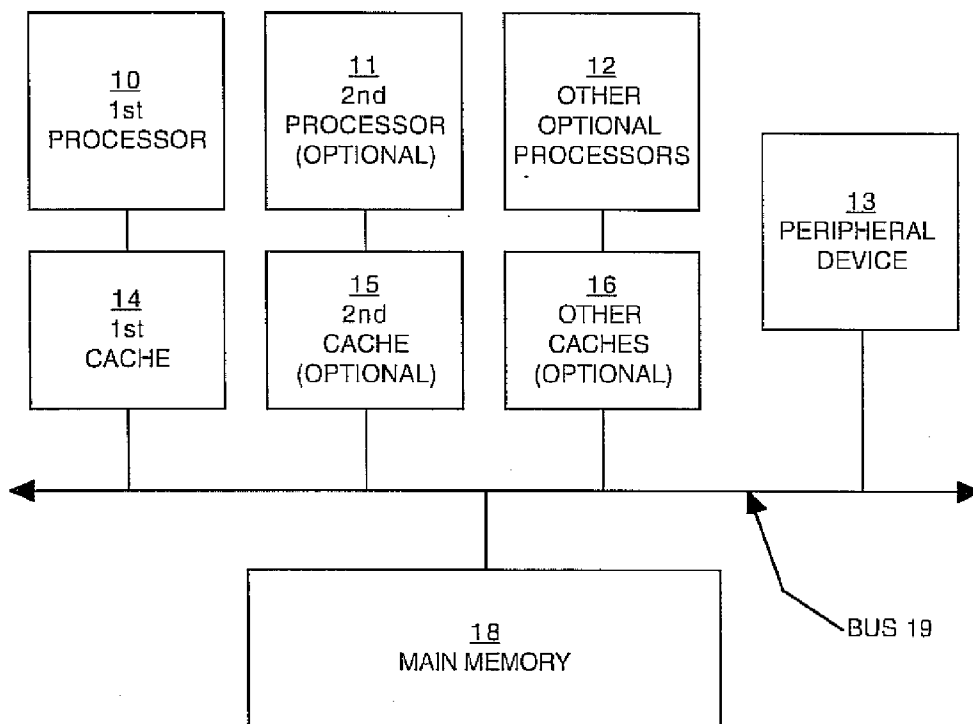 10
1st
PROCESSOR
11
2nd
PROCESSOR
(OPTIONAL)
12
OTHER
OPTIONAL
PROCESSORS
13
PERIPHERAL
DEVICE
14
1st
CACHE
15
2nd
CACHE
(OPTIONAL)
16
OTHER
CACHES
(OPTIONAL)
BUS 19
18
MAIN MEMORY